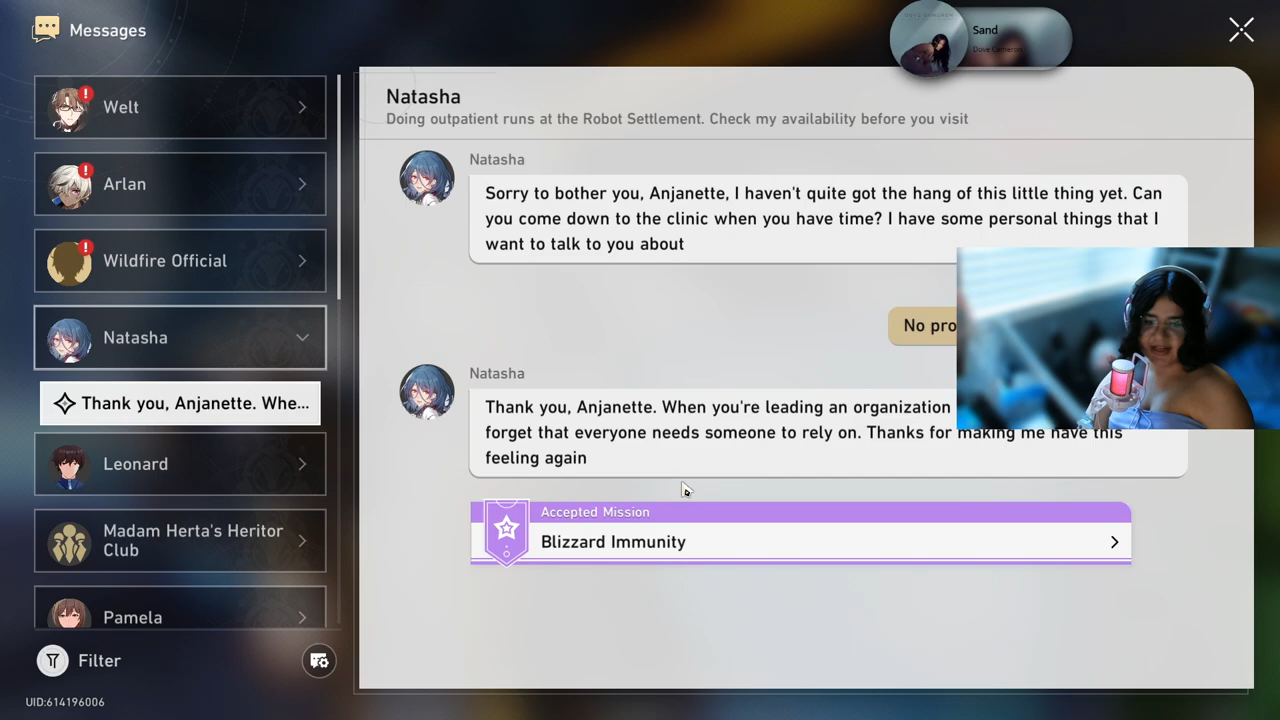 Messages
Sand
Dove Cameron
Welt
Arlan
Wildfire Official
Natasha
Thank you, Anjanette. Whe...
Leonard
Madam Herta's Heritor
Club
Pamela
Filter
UID:614196006
Natasha
Doing outpatient runs at the Robot Settlement. Check my availability before you visit
Natasha
Sorry to bother you, Anjanette, I haven't quite got the hang of this little thing yet. Can
you come down to the clinic when you have time? I have some personal things that I
want to talk to you about
No pro
Natasha
Thank you, Anjanette. When you're leading an organization
forget that everyone needs someone to rely on. Thanks for making me have this
feeling again
Accepted Mission
Blizzard Immunity